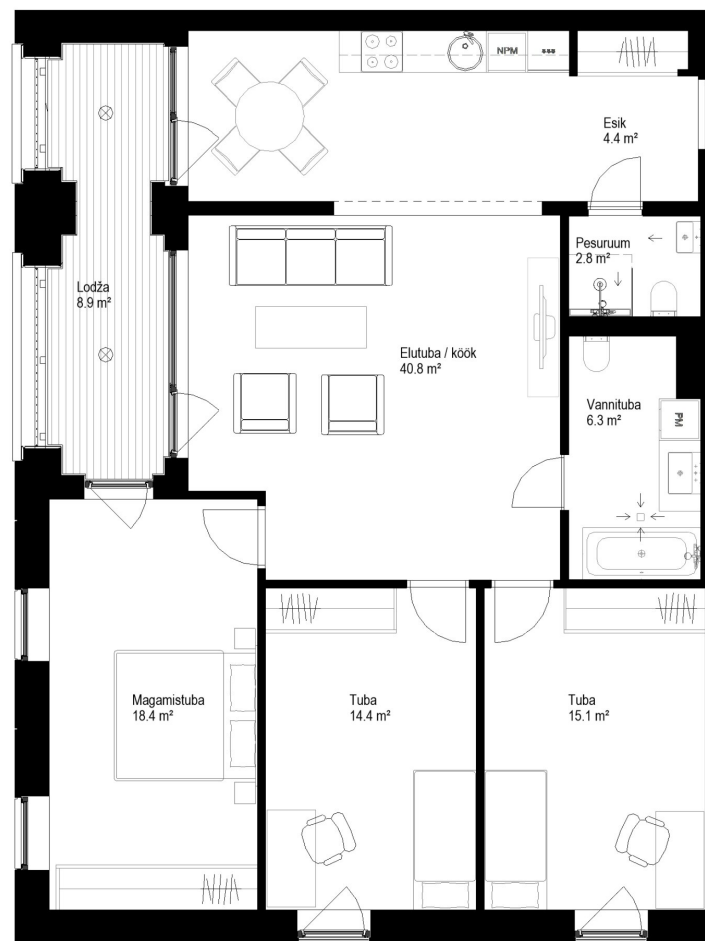 NPM
Esik
4.4 m²
Pesuruum
2.8 m²
Lodža
8.9 m²
Elutuba / köök
40.8 m²
Vannituba
6.3 m²
PM
Magamistuba
18.4 m²
Tuba
14.4 m²
Tuba
15.1 m²